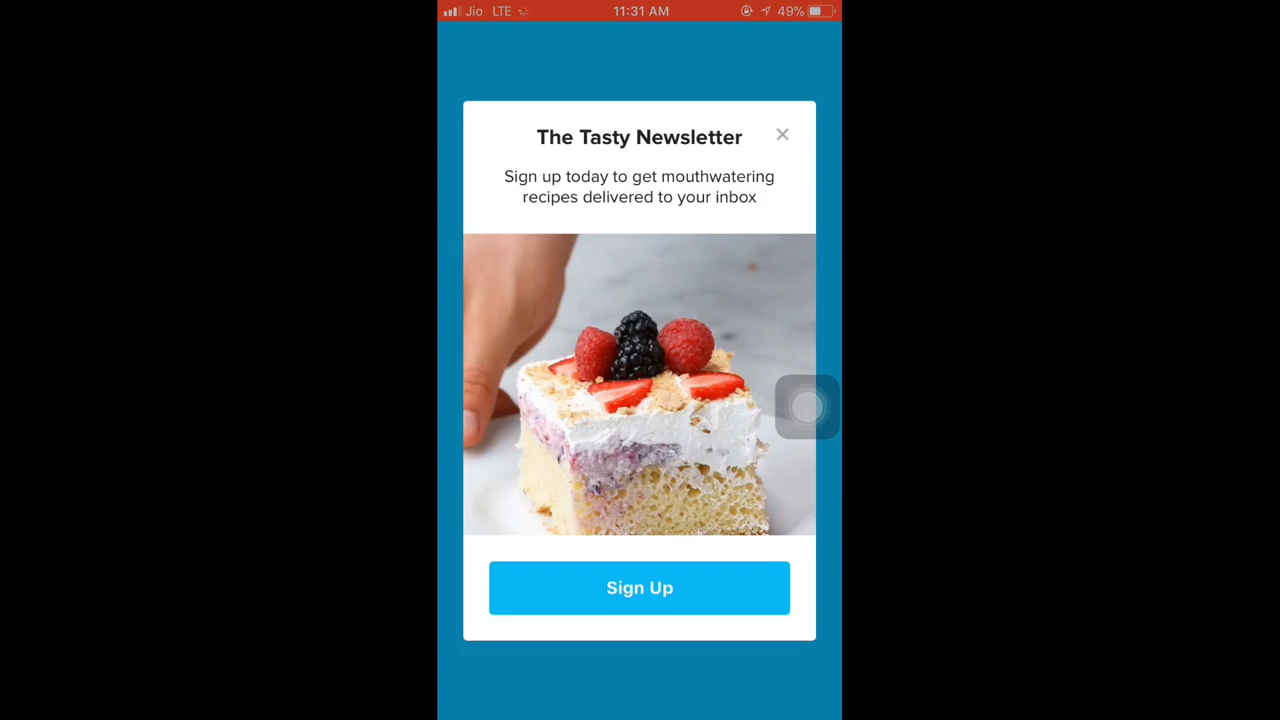 Jio LTE 11:31 AM 49%
The Tasty Newsletter
Sign up today to get mouthwatering
recipes delivered to your inbox
Sign Up